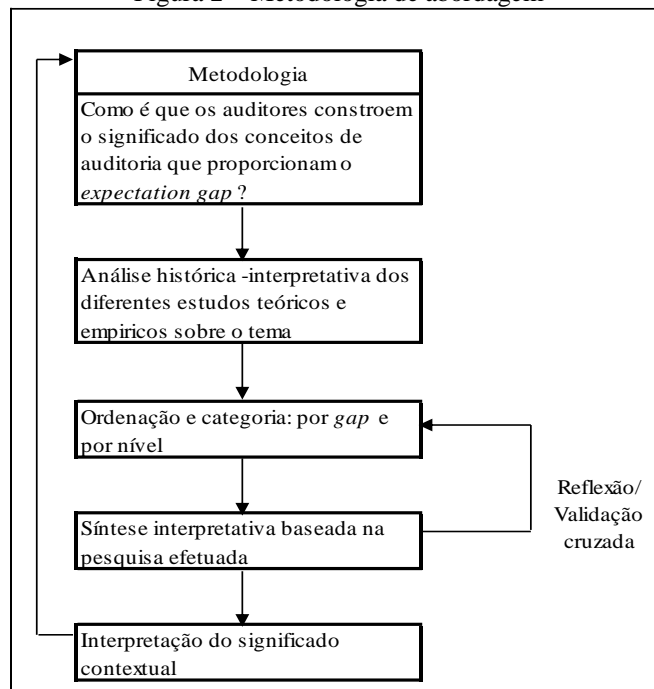 Figura 2 – Metodologia de abordagem
Metodologia
Como é que os auditores constroem
o significado dos conceitos de
auditoria que proporcionam o
expectation gap ?
Análise histórica -interpretativa dos
diferentes estudos teóricos e
empiricos sobre o tema
Ordenação e categoria: por gap e
por nível
Síntese interpretativa baseada na
pesquisa efetuada
Reflexão/
Validação
cruzada
Interpretação do significado
contextual